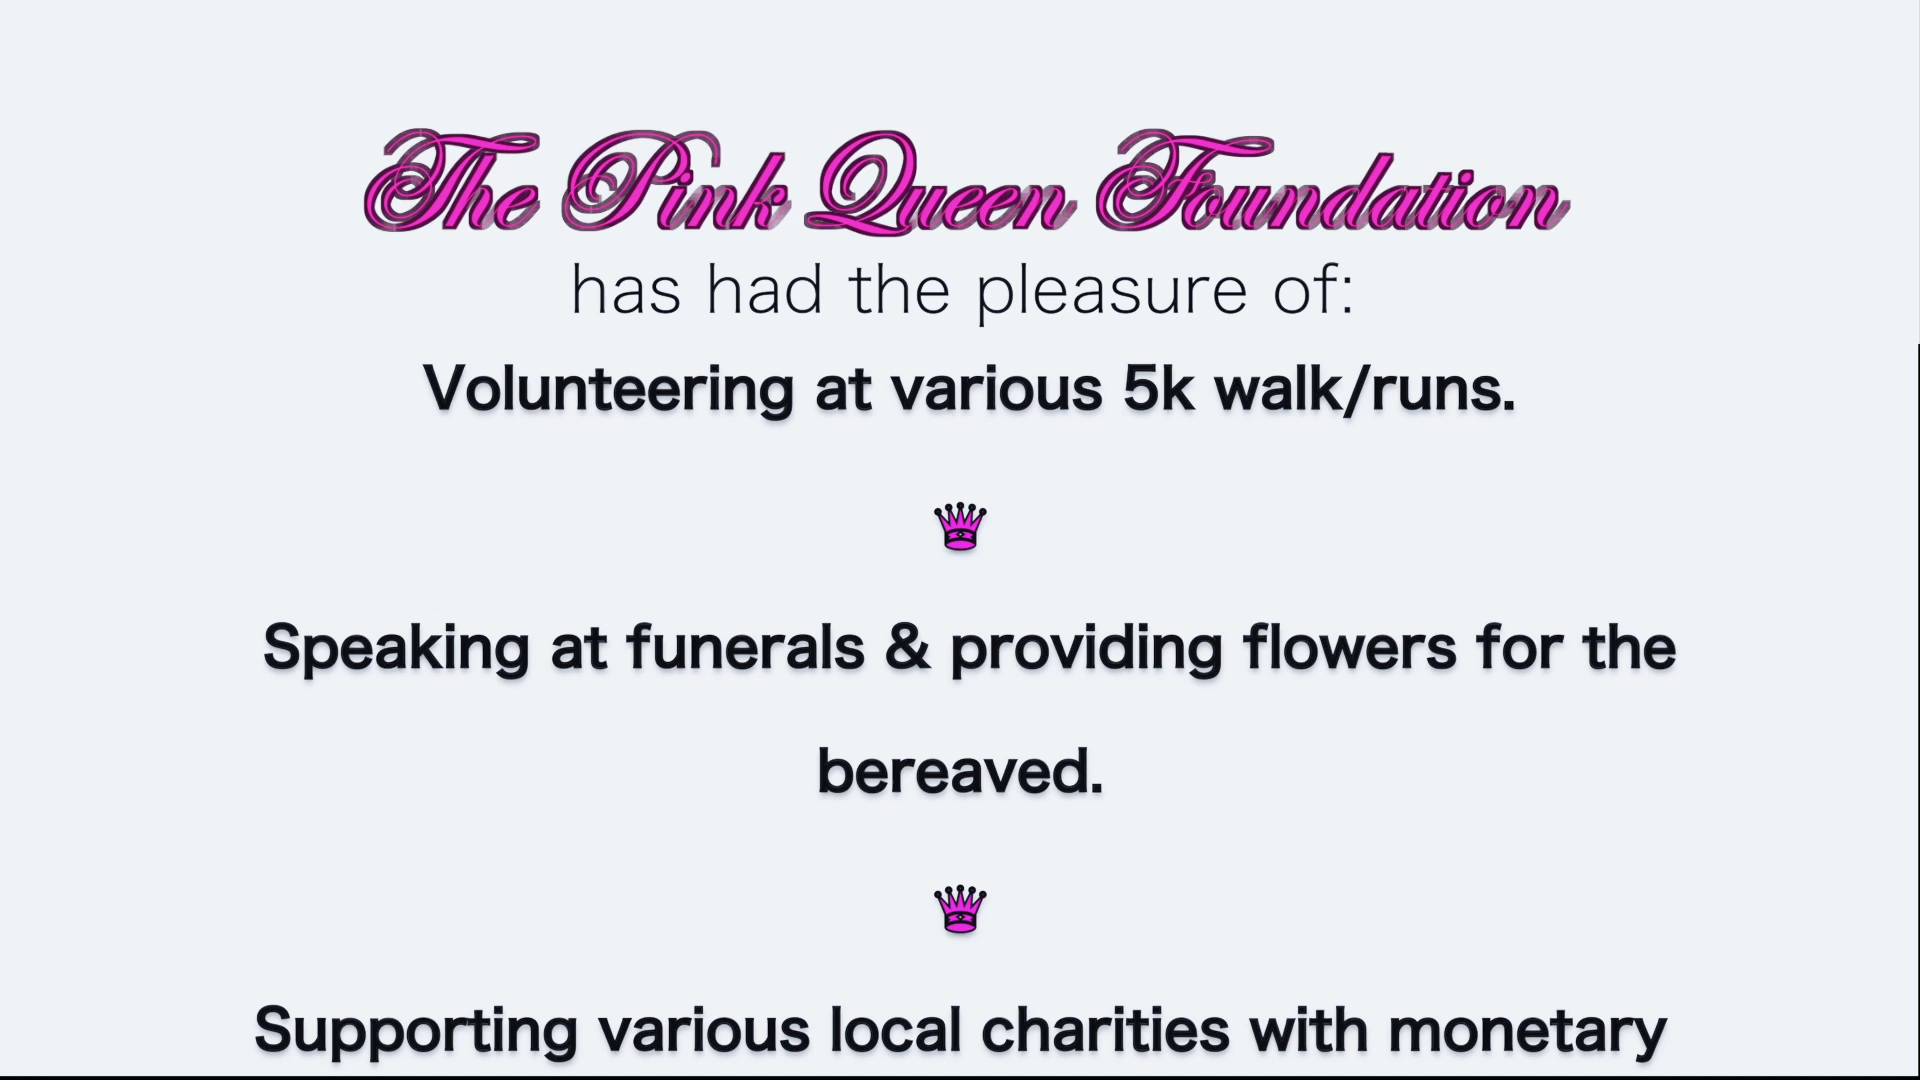 The Pink Queen Foundation
has had the pleasure of:
Volunteering at various 5k walk/runs.
Speaking at funerals & providing flowers for the
bereaved.
Supporting various local charities with monetary